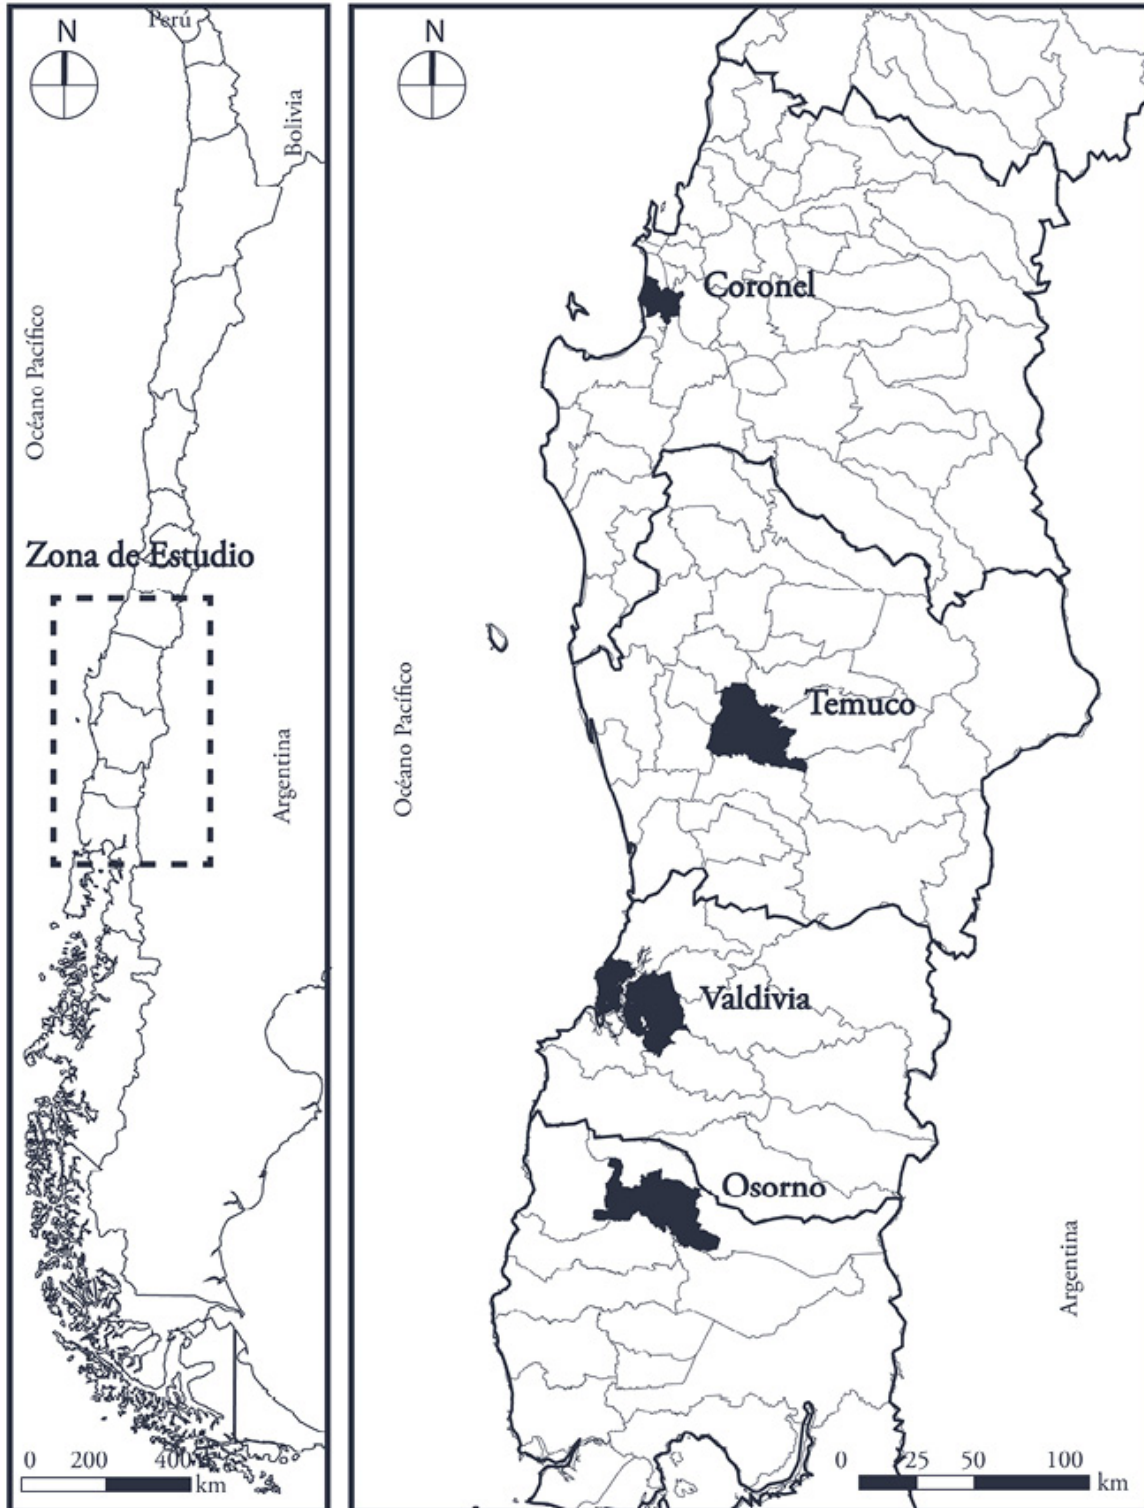 Perú
N
Bolivia
Océano Pacífico
Zona de Estudio
Argentina
0 200 400 km
N
Coronel
Temuco
Océano Pacífico
Valdivia
Osorno
Argentina
0 25 50 100 km